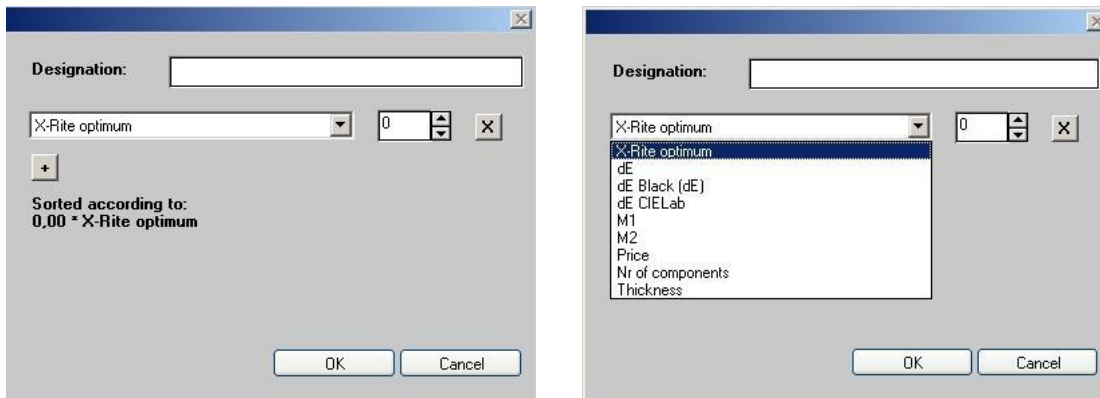 Designation:
X-Rite optimum
0
X
+
Sorted according to:
0,00 * X-Rite optimum
OK
Cancel
Designation:
X-Rite optimum
0
X
X-Rite optimum
dE
dE Black (dE)
dE CIELab
M1
M2
Price
Nr of components
Thickness
OK
Cancel